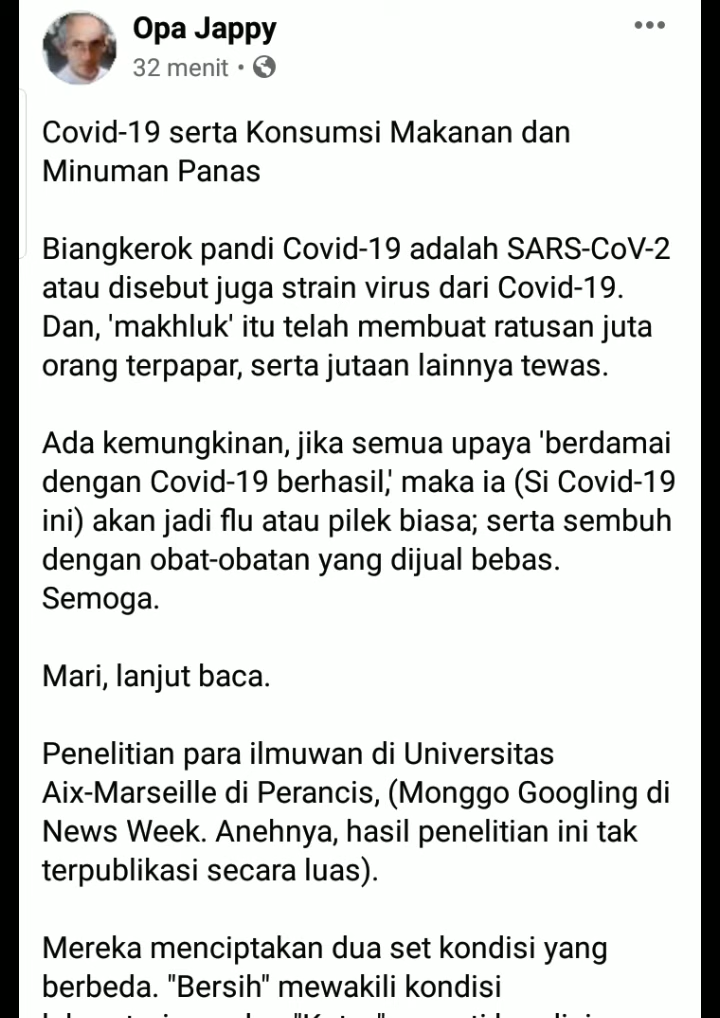 Opa Jappy
32 menit •
Covid-19 serta Konsumsi Makanan dan
Minuman Panas
Biangkerok pandi Covid-19 adalah SARS-CoV-2
atau disebut juga strain virus dari Covid-19.
Dan, 'makhluk' itu telah membuat ratusan juta
orang terpapar, serta jutaan lainnya tewas.
Ada kemungkinan, jika semua upaya 'berdamai
dengan Covid-19 berhasil,' maka ia (Si Covid-19
ini) akan jadi flu atau pilek biasa; serta sembuh
dengan obat-obatan yang dijual bebas.
Semoga.
Mari, lanjut baca.
Penelitian para ilmuwan di Universitas
Aix-Marseille di Perancis, (Monggo Googling di
News Week. Anehnya, hasil penelitian ini tak
terpublikasi secara luas).
Mereka menciptakan dua set kondisi yang
berbeda. "Bersih" mewakili kondisi